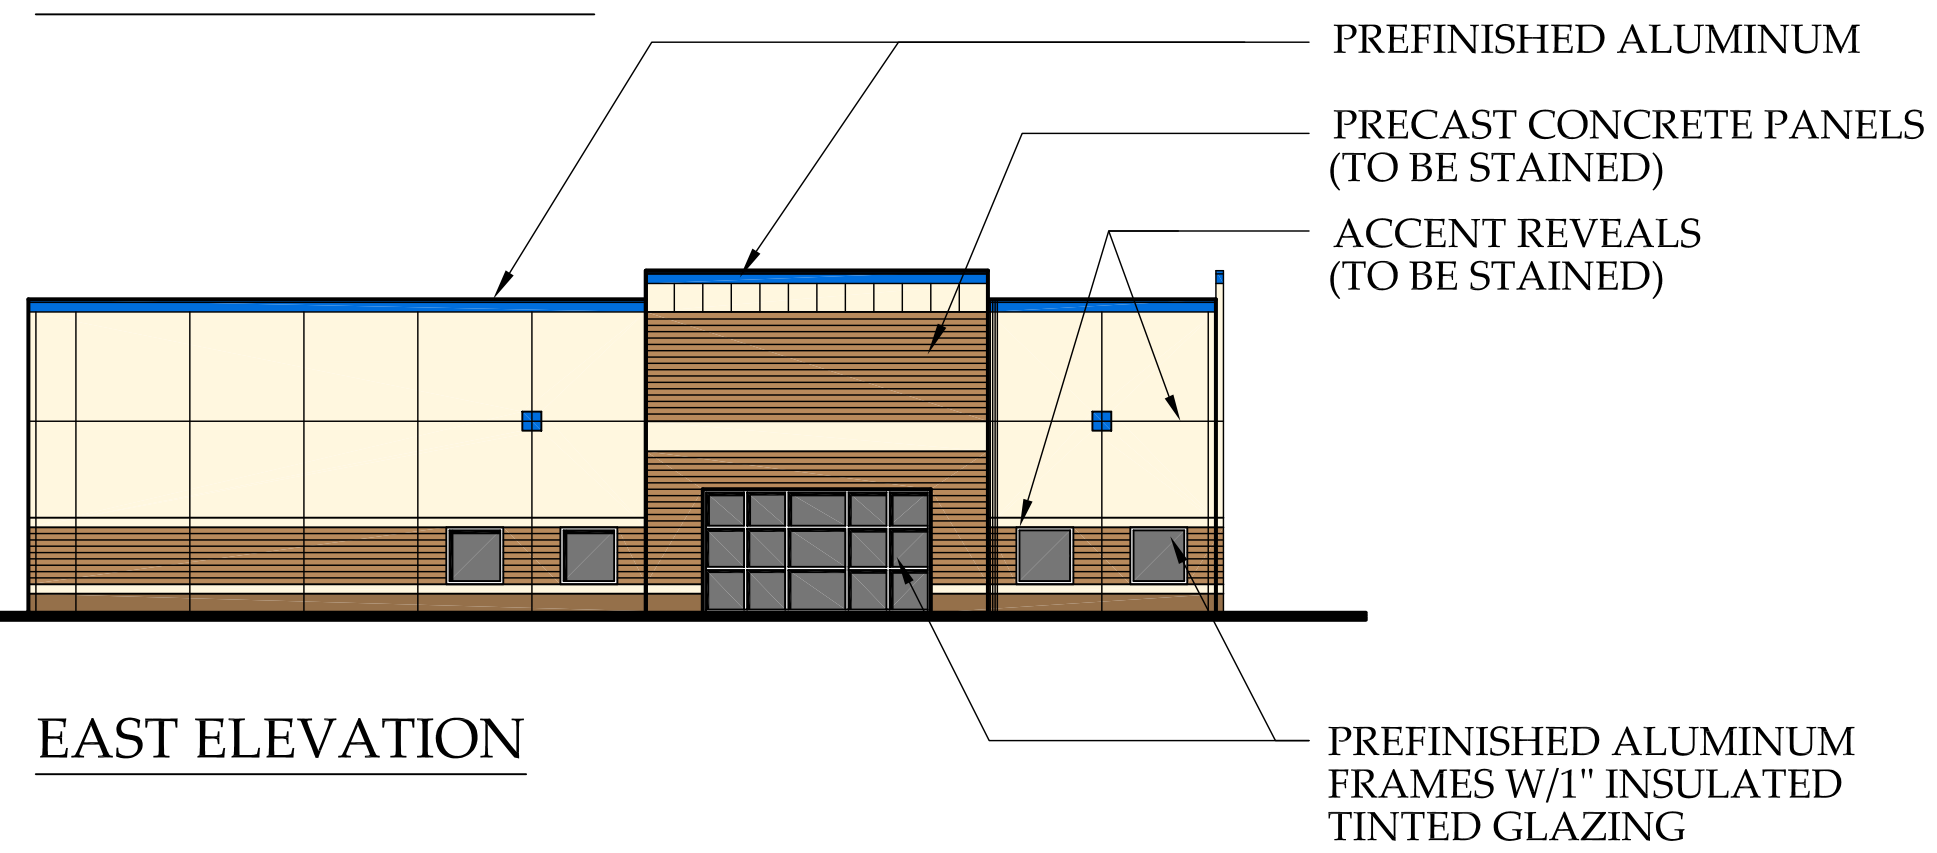 PREFINISHED ALUMINUM
PRECAST CONCRETE PANELS
(TO BE STAINED)
ACCENT REVEALS
(TO BE STAINED)
EAST ELEVATION
PREFINISHED ALUMINUM
FRAMES W/1" INSULATED
TINTED GLAZING